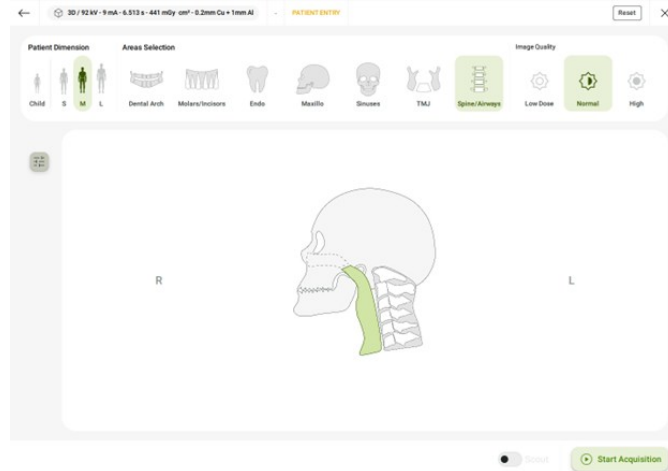 3D / 92 kV - 9 mA - 6.513 s - 441 mGy·cm² - 0.2mm Cu + 1mm Al - PATIENT ENTRY Reset
Patient Dimension Areas Selection Image Quality
Child S M L Dental Arch Molars/Incisors Endo Maxillo Sinuses TMJ Spine/Airways Low Dose Normal High
R L
Scout Start Acquisition